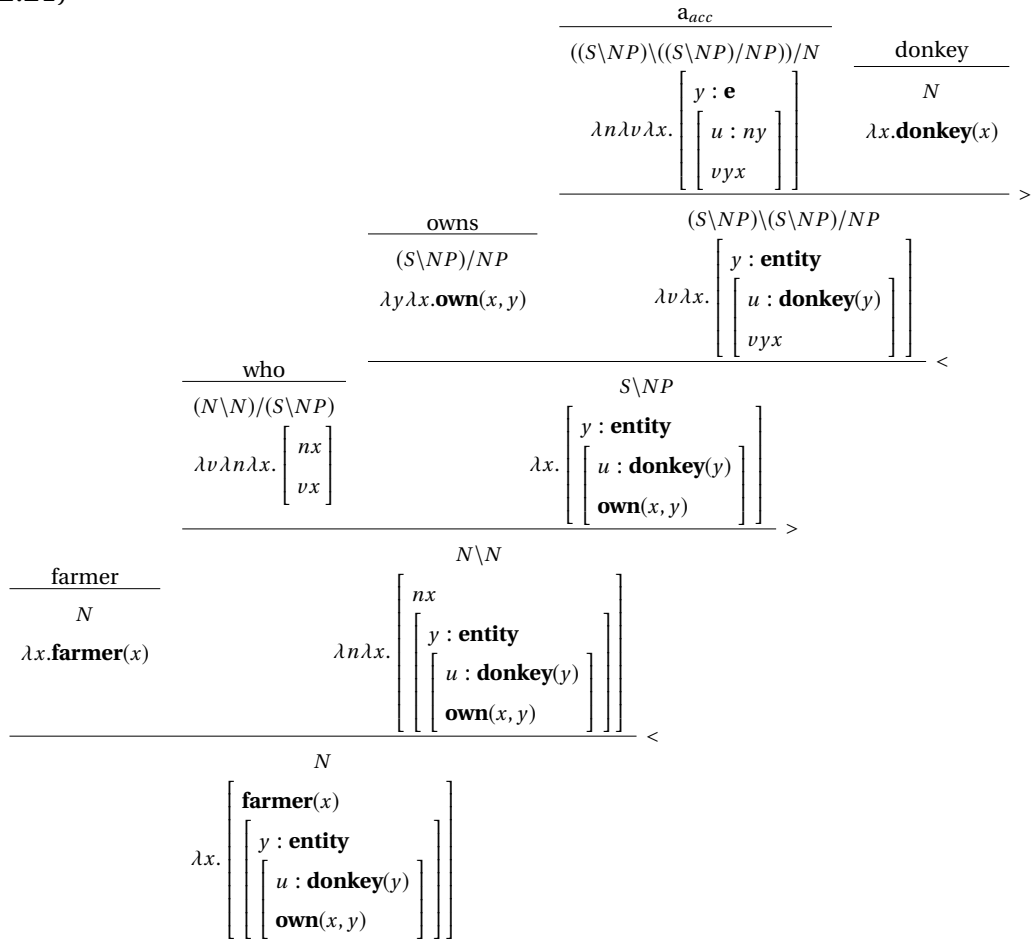 a_acc
((S\NP)\((S\NP)/NP))/N
λnλvλx. [ y : e [ u : ny vyx ] ]
donkey
N
λx.donkey(x)
>
owns
(S\NP)/NP
λyλx.own(x, y)
(S\NP)\(S\NP)/NP
λvλx. [ y : entity [ u : donkey(y) vyx ] ]
<
who
(N\N)/(S\NP)
λvλnλx. [ nx vx ]
S\NP
λx. [ y : entity [ u : donkey(y) own(x, y) ] ]
>
farmer
N
λx.farmer(x)
N\N
λnλx. [ nx [ y : entity [ u : donkey(y) own(x, y) ] ] ]
<
N
λx. [ farmer(x) [ y : entity [ u : donkey(y) own(x, y) ] ] ]